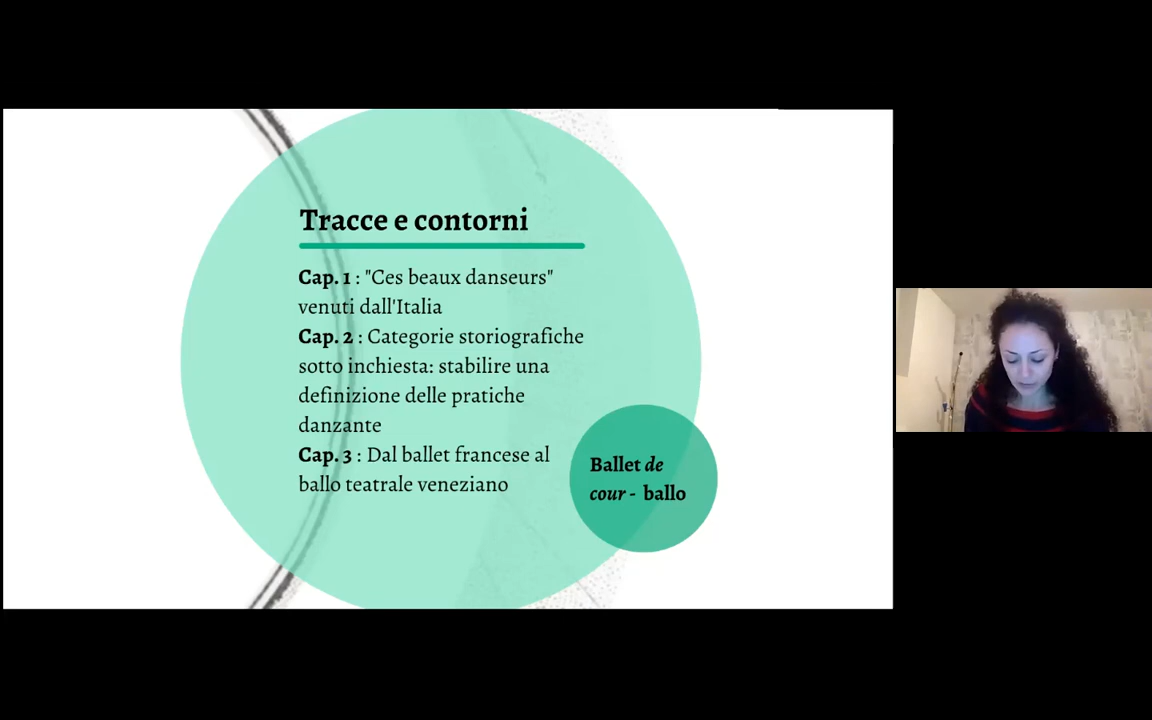 Tracce e contorni
Cap. 1 : "Ces beaux danseurs"
venuti dall'Italia
Cap. 2 : Categorie storiografiche
sotto inchiesta: stabilire una
definizione delle pratiche
danzante
Cap. 3 : Dal ballet francese al
ballo teatrale veneziano
Ballet de
cour - ballo